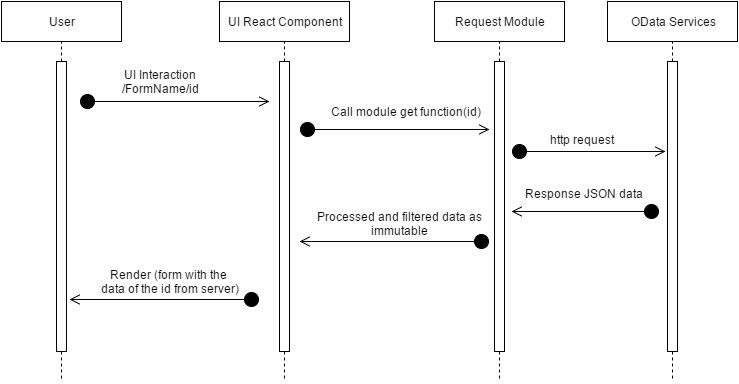 User
UI React Component
Request Module
OData Services
UI Interaction
/FormName/id
Call module get function(id)
http request
Response JSON data
Processed and filtered data as
immutable
Render (form with the
data of the id from server)